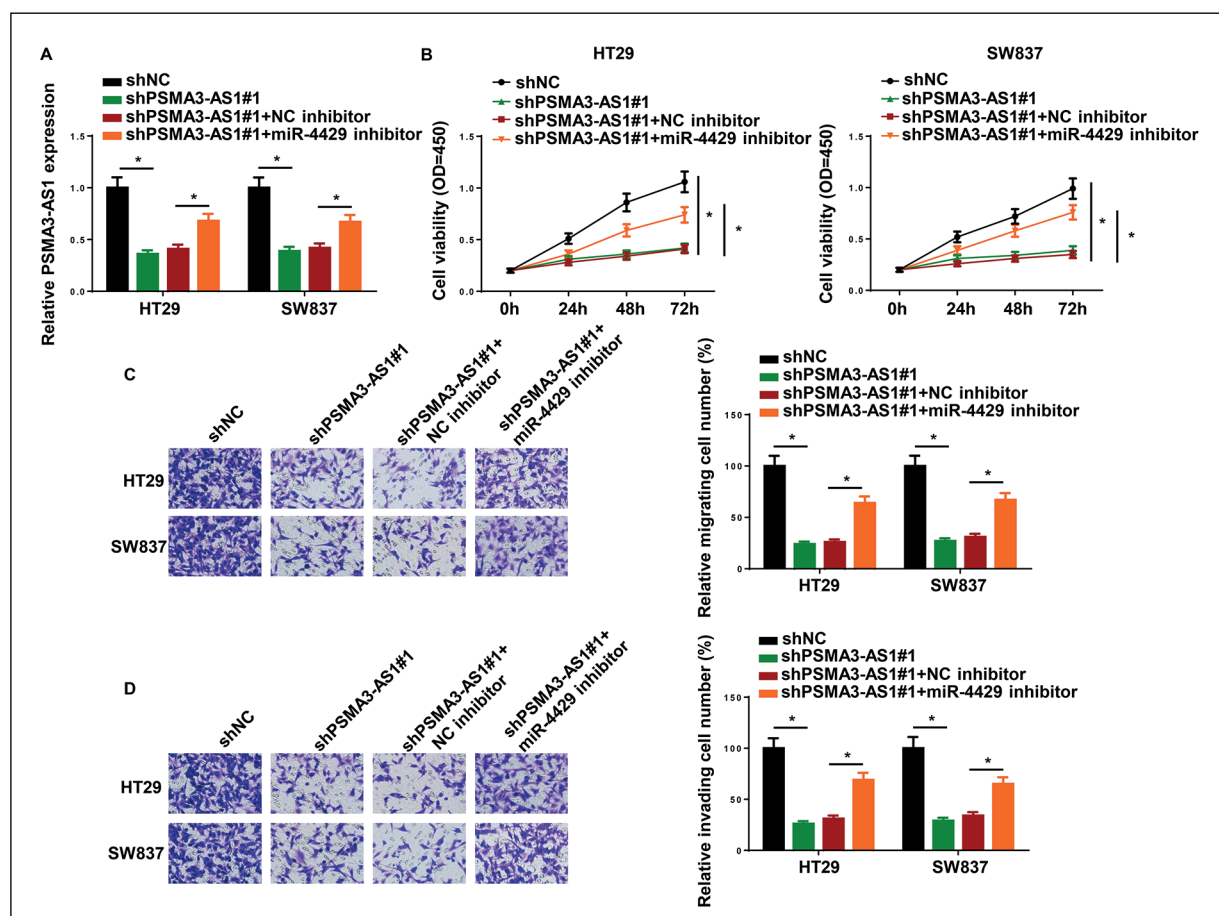 A
Relative PSMA3-AS1 expression
shNC
shPSMA3-AS1#1
shPSMA3-AS1#1+NC inhibitor
shPSMA3-AS1#1+miR-4429 inhibitor
1.5
1.0
0.5
0.0
* * * *
HT29 SW837
B
HT29
Cell viability (OD=450)
shNC
shPSMA3-AS1#1
shPSMA3-AS1#1+NC inhibitor
shPSMA3-AS1#1+miR-4429 inhibitor
1.5
1.0
0.5
0.0
* *
0h 24h 48h 72h
SW837
Cell viability (OD=450)
shNC
shPSMA3-AS1#1
shPSMA3-AS1#1+NC inhibitor
shPSMA3-AS1#1+miR-4429 inhibitor
1.5
1.0
0.5
0.0
* *
0h 24h 48h 72h
C
shNC
shPSMA3-AS1#1
shPSMA3-AS1#1+
NC inhibitor
shPSMA3-AS1#1+
miR-4429 inhibitor
HT29
SW837
Relative migrating cell number (%)
shNC
shPSMA3-AS1#1
shPSMA3-AS1#1+NC inhibitor
shPSMA3-AS1#1+miR-4429 inhibitor
150
100
50
0
* * * *
HT29 SW837
D
shNC
shPSMA3-AS1#1
shPSMA3-AS1#1+
NC inhibitor
shPSMA3-AS1#1+
miR-4429 inhibitor
HT29
SW837
Relative invading cell number (%)
shNC
shPSMA3-AS1#1
shPSMA3-AS1#1+NC inhibitor
shPSMA3-AS1#1+miR-4429 inhibitor
150
100
50
0
* * * *
HT29 SW837